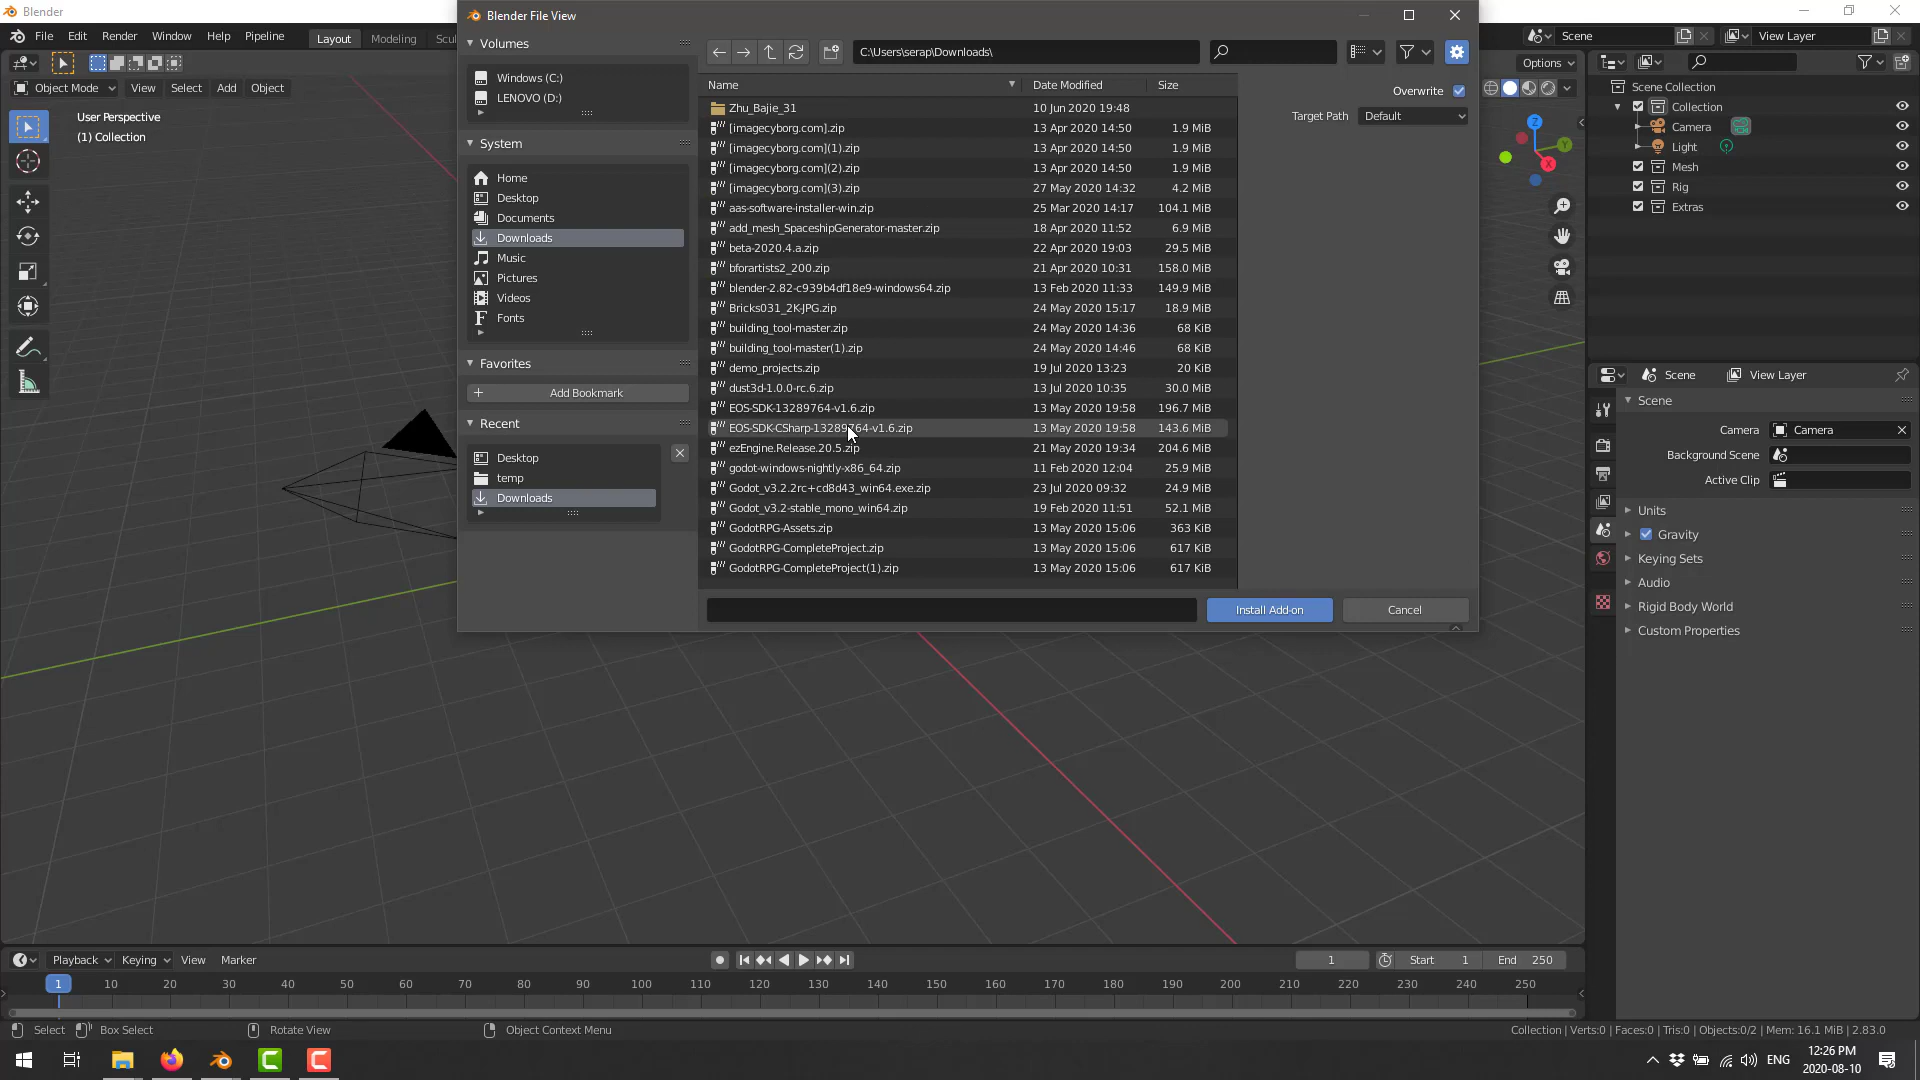 Blender
File Edit Render Window Help Pipeline Layout Modeling Scul
Scene View Layer
Object Mode View Select Add Object
Options
User Perspective
(1) Collection
Blender File View
Volumes
Windows (C:)
LENOVO (D:)
System
Home
Desktop
Documents
Downloads
Music
Pictures
Videos
Fonts
Favorites
Add Bookmark
Recent
Desktop
temp
Downloads
C:\Users\serap\Downloads\
Name Date Modified Size
Zhu_Bajie_31 10 Jun 2020 19:48
[imagecyborg.com].zip 13 Apr 2020 14:50 1.9 MiB
[imagecyborg.com](1).zip 13 Apr 2020 14:50 1.9 MiB
[imagecyborg.com](2).zip 13 Apr 2020 14:50 1.9 MiB
[imagecyborg.com](3).zip 27 May 2020 14:32 4.2 MiB
aas-software-installer-win.zip 25 Mar 2020 14:17 104.1 MiB
add_mesh_SpaceshipGenerator-master.zip 18 Apr 2020 11:52 6.9 MiB
beta-2020.4.a.zip 22 Apr 2020 19:03 29.5 MiB
bforartists2_200.zip 21 Apr 2020 10:31 158.0 MiB
blender-2.82-c939b4df18e9-windows64.zip 13 Feb 2020 11:33 149.9 MiB
Bricks031_2K-JPG.zip 24 May 2020 15:17 18.9 MiB
building_tool-master.zip 24 May 2020 14:36 68 KiB
building_tool-master(1).zip 24 May 2020 14:46 68 KiB
demo_projects.zip 19 Jul 2020 13:23 20 KiB
dust3d-1.0.0-rc.6.zip 13 Jul 2020 10:35 30.0 MiB
EOS-SDK-13289764-v1.6.zip 13 May 2020 19:58 196.7 MiB
EOS-SDK-CSharp-13289764-v1.6.zip 13 May 2020 19:58 143.6 MiB
ezEngine.Release.20.5.zip 21 May 2020 19:34 204.6 MiB
godot-windows-nightly-x86_64.zip 11 Feb 2020 12:04 25.9 MiB
Godot_v3.2.2rc+cd8d43_win64.exe.zip 23 Jul 2020 09:32 24.9 MiB
Godot_v3.2-stable_mono_win64.zip 19 Feb 2020 11:51 52.1 MiB
GodotRPG-Assets.zip 13 May 2020 15:06 363 KiB
GodotRPG-CompleteProject.zip 13 May 2020 15:06 617 KiB
GodotRPG-CompleteProject(1).zip 13 May 2020 15:06 617 KiB
Overwrite
Target Path Default
Install Add-on Cancel
Z
Y
X
Scene Collection
Collection
Camera
Light
Mesh
Rig
Extras
Scene View Layer
Scene
Camera Camera
Background Scene
Active Clip
Units
Gravity
Keying Sets
Audio
Rigid Body World
Custom Properties
Playback Keying View Marker
1 Start 1 End 250
1 10 20 30 40 50 60 70 80 90 100 110 120 130 140 150 160 170 180 190 200 210 220 230 240 250
Select Box Select Rotate View Object Context Menu
Collection | Verts:0 | Faces:0 | Tris:0 | Objects:0/2 | Mem: 16.1 MiB | 2.83.0
ENG
12:26 PM
2020-08-10